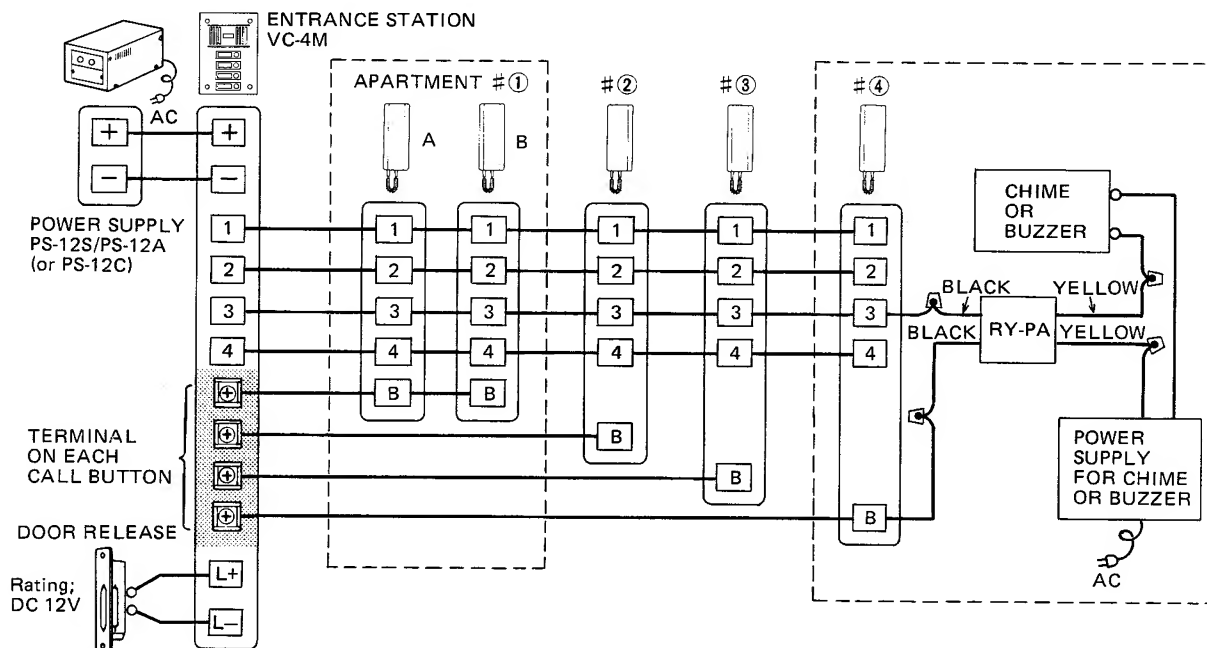 ENTRANCE STATION
VC-4M
AC
POWER SUPPLY
PS-12S/PS-12A
(or PS-12C)
+ +
− −
APARTMENT #① #② #③ #④
A B
1 1 1 1 1 1
2 2 2 2 2 2
3 3 3 3 3 3
4 4 4 4 4 4
B B
B
B
B
TERMINAL
ON EACH
CALL BUTTON
DOOR RELEASE
Rating;
DC 12V
L+
L−
CHIME
OR
BUZZER
BLACK YELLOW
BLACK RY-PA YELLOW
POWER
SUPPLY
FOR CHIME
OR BUZZER
AC